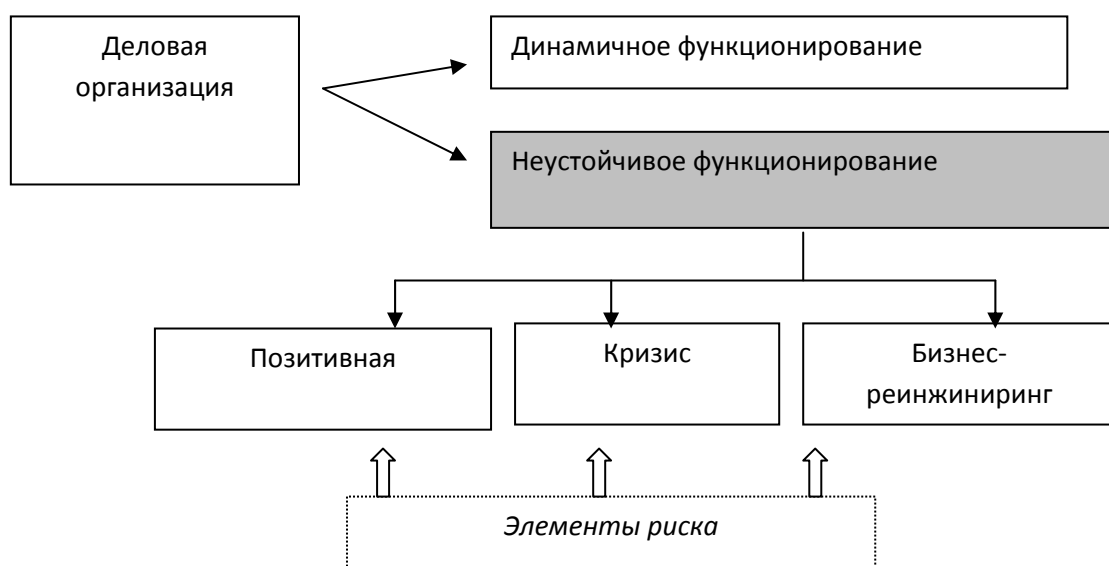 Деловая
организация
Динамичное функционирование
Неустойчивое функционирование
Позитивная
Кризис
Бизнес-
реинжиниринг
Элементы риска